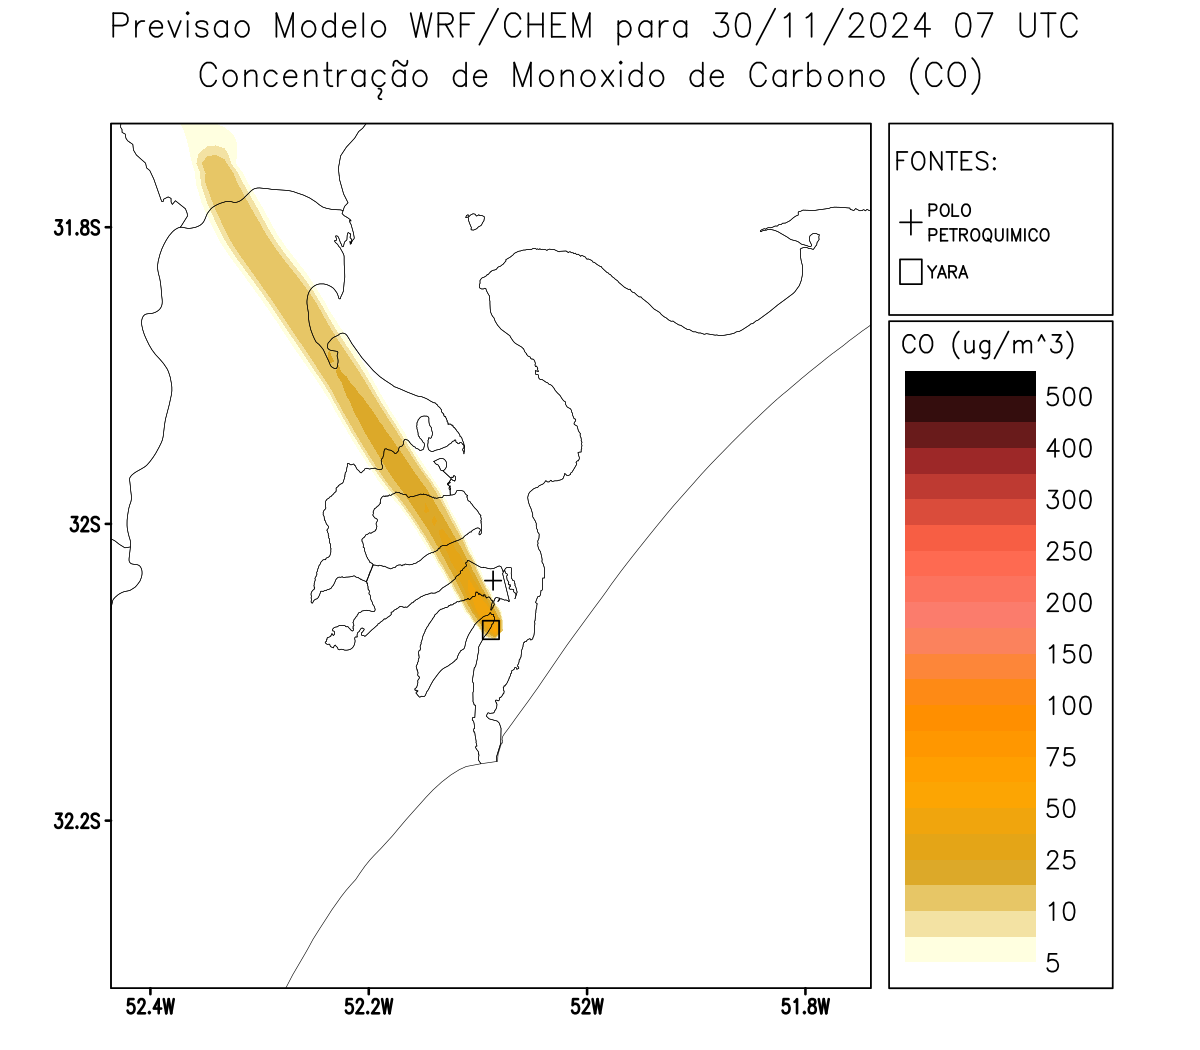 Previsao Modelo WRF/CHEM para 30/11/2024 07 UTC
Concentração de Monoxido de Carbono (CO)
FONTES:
POLO
PETROQUIMICO
YARA
CO (ug/m^3)
500
400
300
250
200
150
100
75
50
25
10
5
31.8S
32S
32.2S
52.4W
52.2W
52W
51.8W